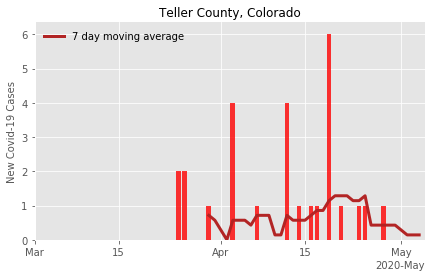 Teller County, Colorado
7 day moving average
New Covid-19 Cases
6
5
4
3
2
1
0
Mar 15 Apr 15 May
2020-May